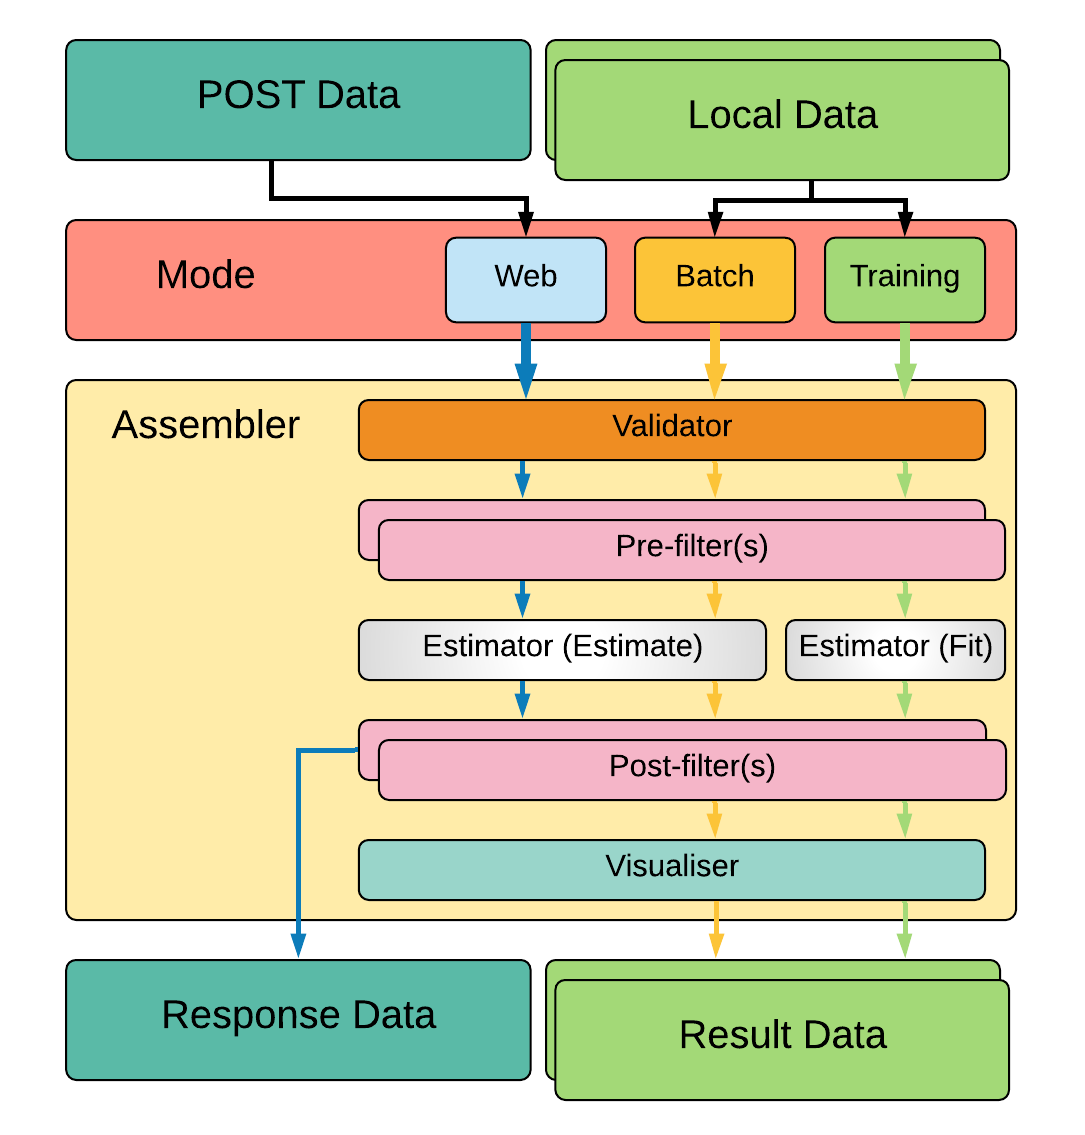 POST Data
Local Data
Mode
Web
Batch
Training
Assembler
Validator
Pre-filter(s)
Estimator (Estimate)
Estimator (Fit)
Post-filter(s)
Visualiser
Response Data
Result Data